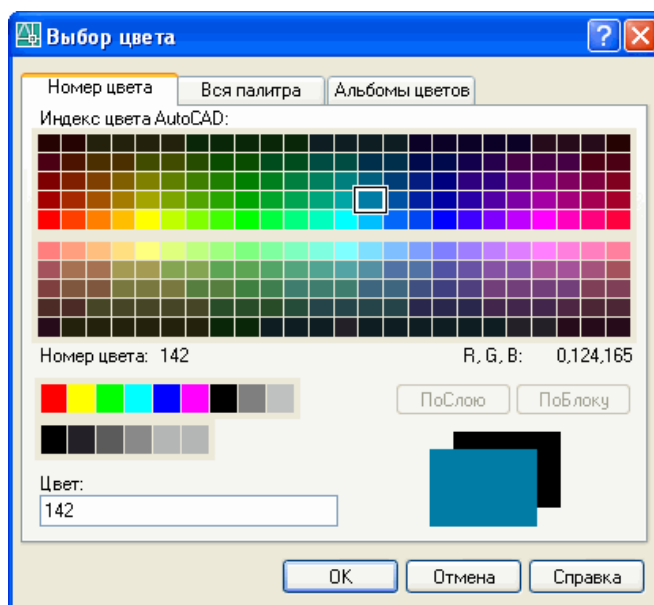 Выбор цвета
Номер цвета Вся палитра Альбомы цветов
Индекс цвета AutoCAD:
Номер цвета: 142 R, G, B: 0,124,165
ПоСлою ПоБлоку
Цвет:
142
OK Отмена Справка